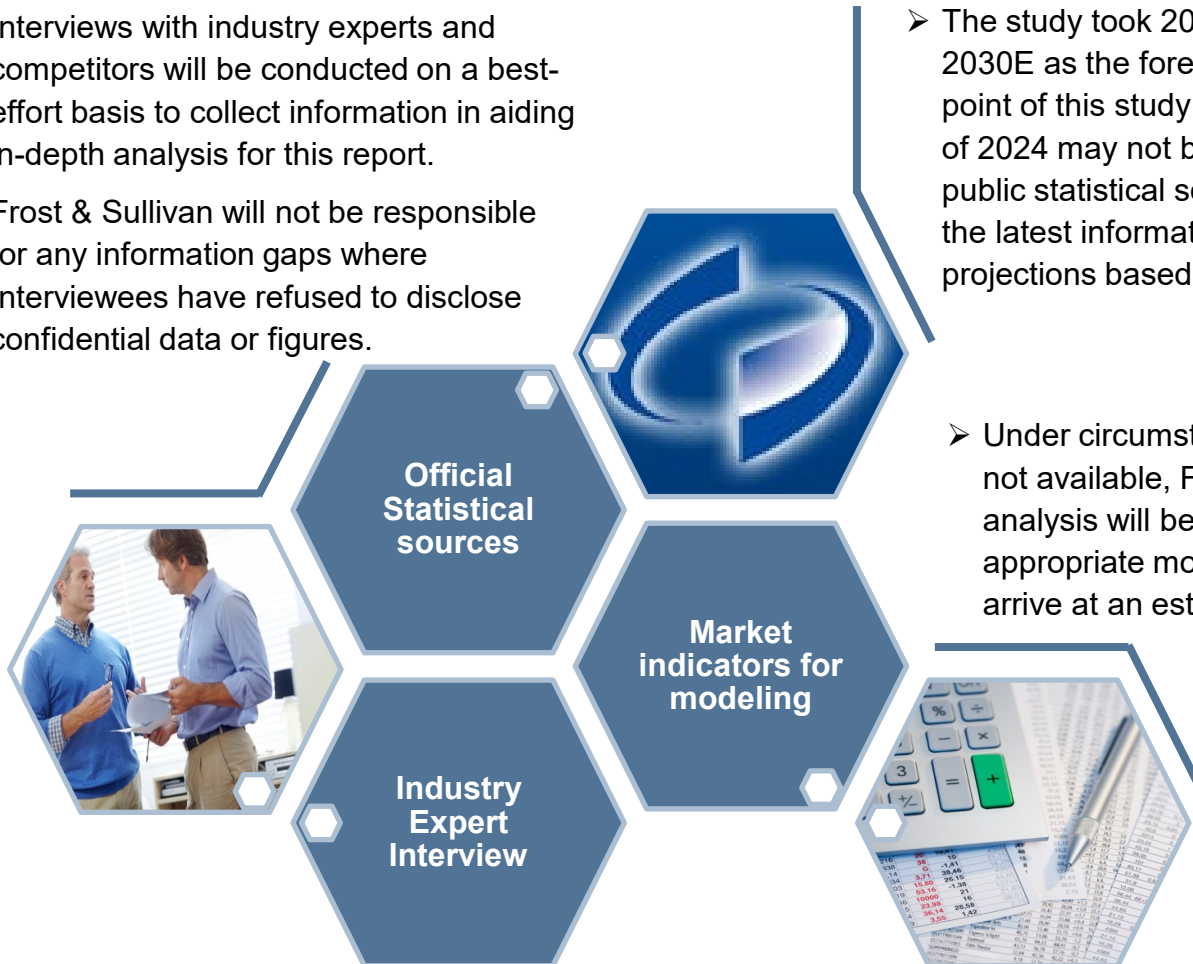 nterviews with industry experts and
competitors will be conducted on a best-
effort basis to collect information in aiding
n-depth analysis for this report.
Frost & Sullivan will not be responsible
or any information gaps where
nterviewees have refused to disclose
confidential data or figures.
➢ The study took 20
2030E as the fore
point of this study
of 2024 may not b
public statistical s
the latest informat
projections based
➢ Under circumst
not available, F
analysis will be
appropriate mo
arrive at an est
Official
Statistical
sources
Market
indicators for
modeling
Industry
Expert
Interview